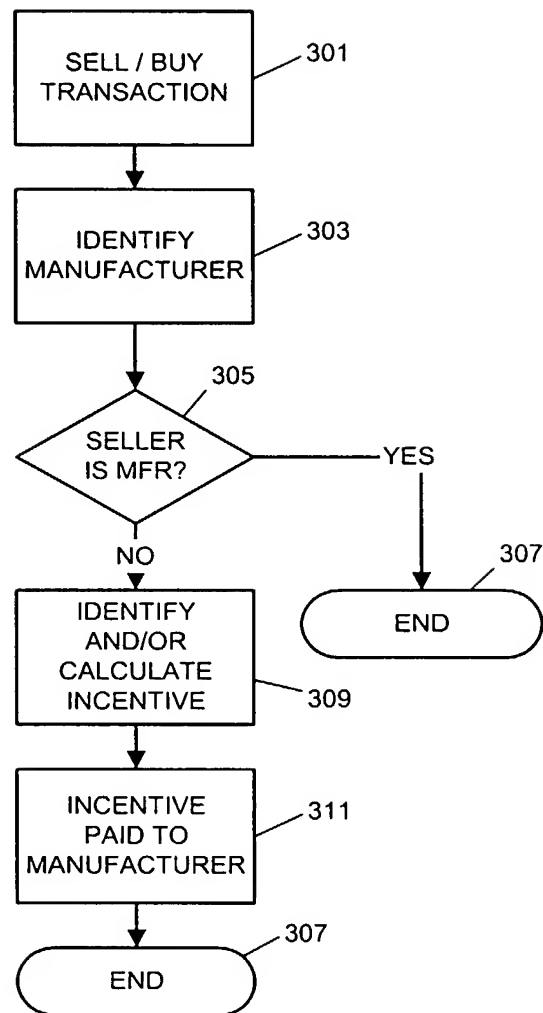 SELL / BUY
TRANSACTION
301
IDENTIFY
MANUFACTURER
303
305
SELLER
IS MFR?
YES
NO
307
END
IDENTIFY
AND/OR
CALCULATE
INCENTIVE
309
INCENTIVE
PAID TO
MANUFACTURER
311
307
END